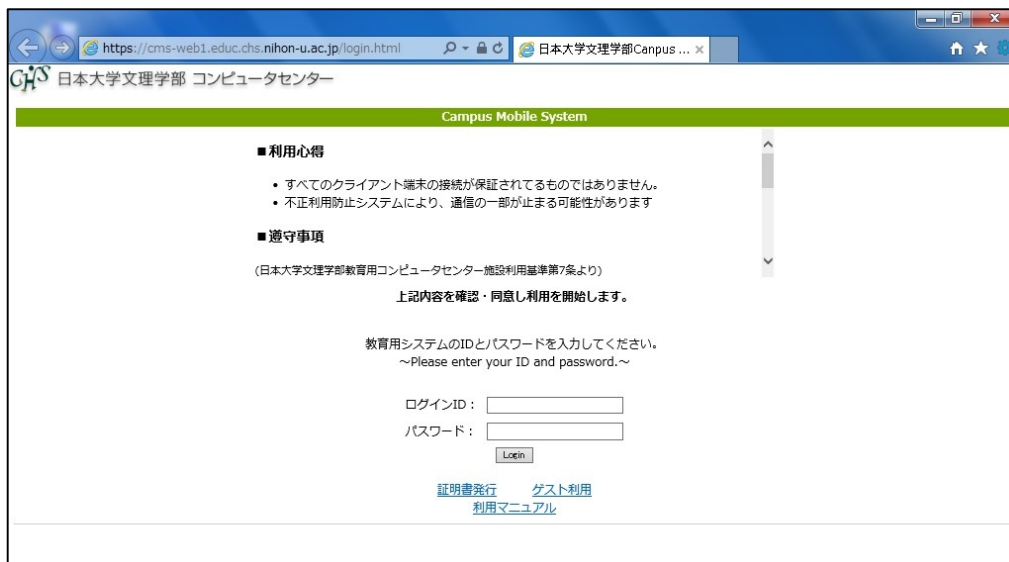 https://cms-web1.educ.chs.nihon-u.ac.jp/login.html
日本大学文理学部Canpus ...
CHS 日本大学文理学部 コンピュータセンター
Campus Mobile System
■利用心得
• すべてのクライアント端末の接続が保証されてるものではありません。
• 不正利用防止システムにより、通信の一部が止まる可能性があります
■遵守事項
(日本大学文理学部教育用コンピュータセンター施設利用基準第7条より)
上記内容を確認・同意し利用を開始します。
教育用システムのIDとパスワードを入力してください。
～Please enter your ID and password.～
ログインID：
パスワード：
Login
証明書発行 ゲスト利用
利用マニュアル